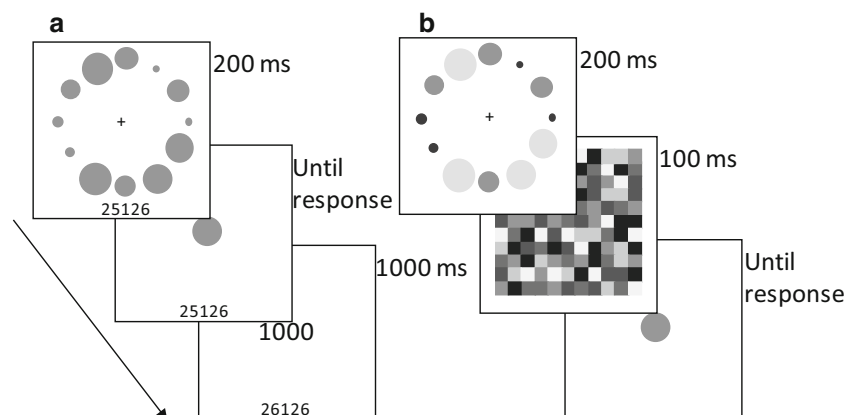 a
200 ms
+
25126
Until
response
25126
1000 ms
1000
26126
b
200 ms
+
100 ms
Until
response